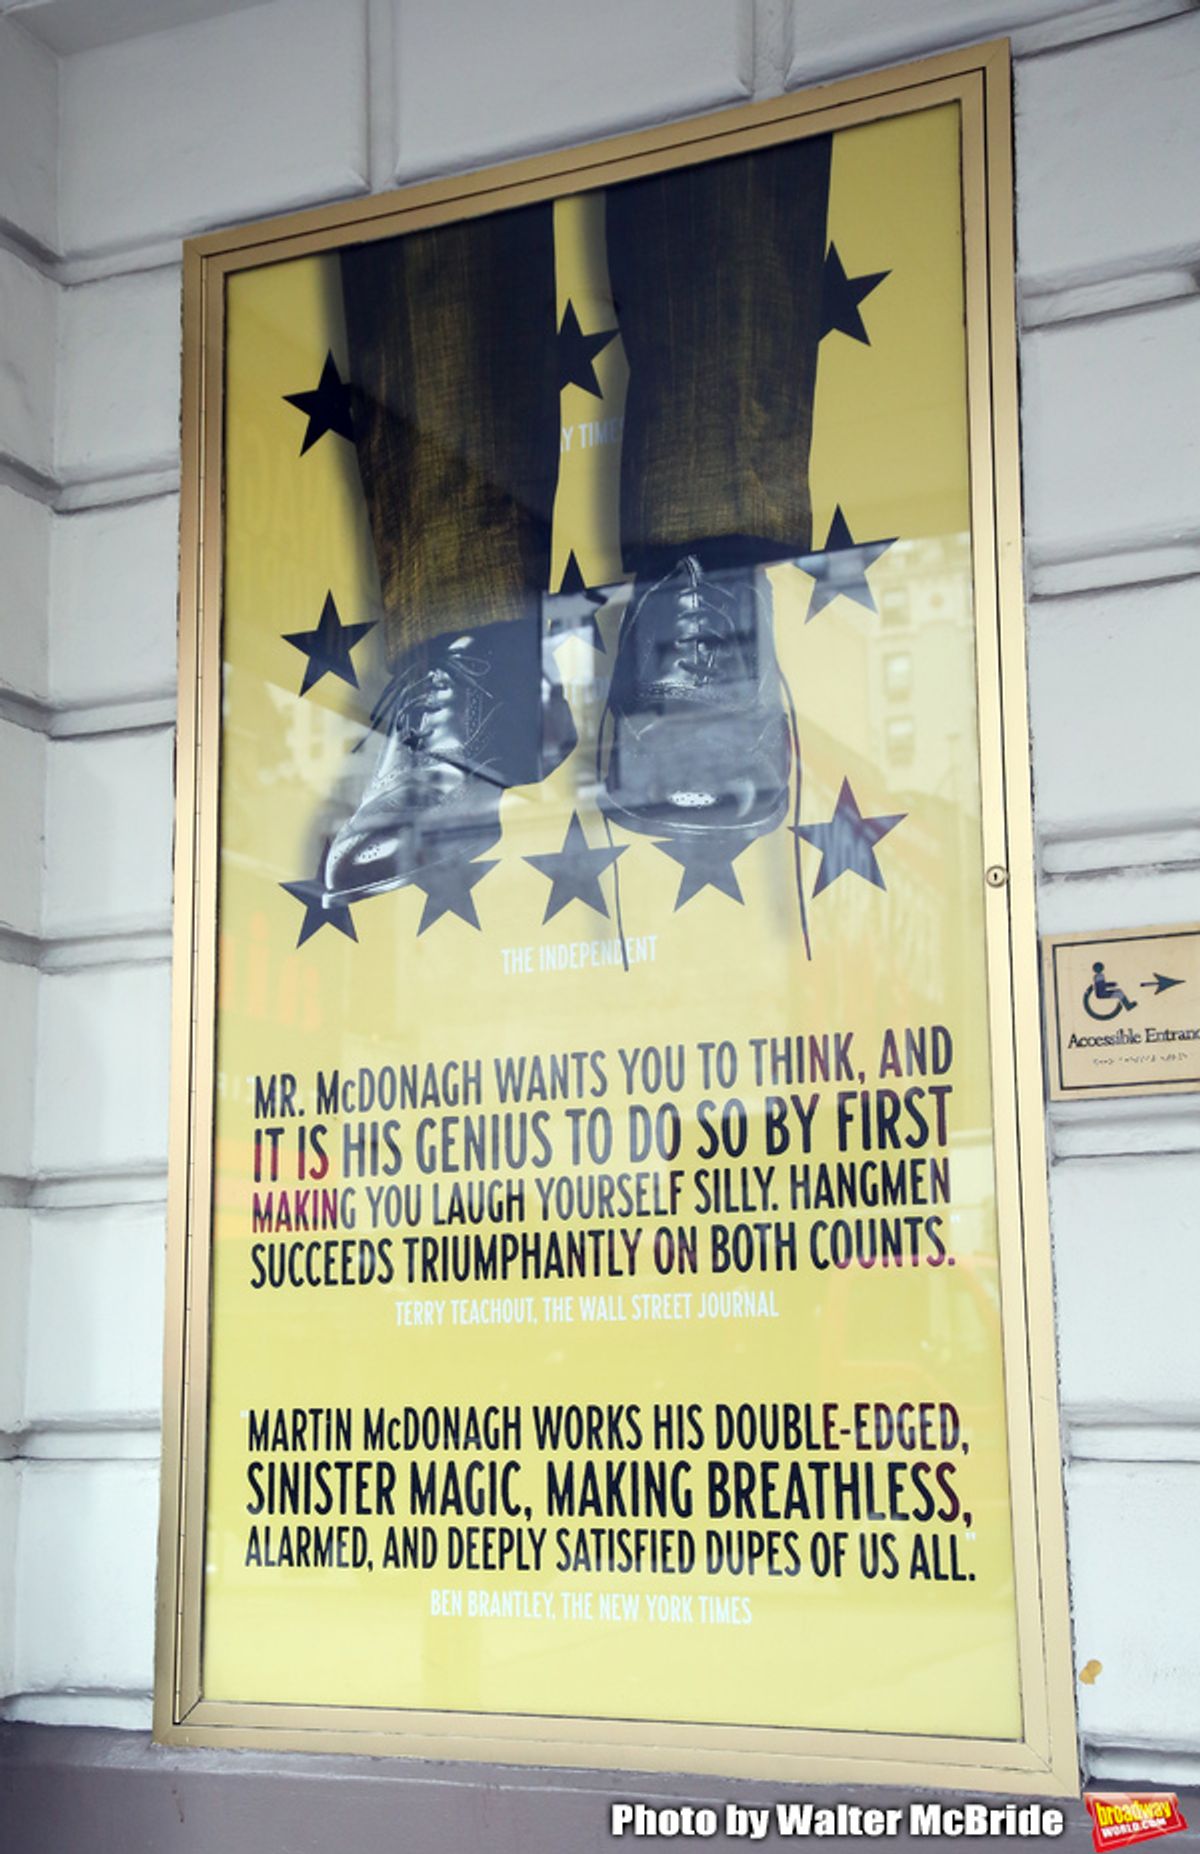 TIMES
THE INDEPENDENT
MR. McDONAGH WANTS YOU TO THINK, AND
IT IS HIS GENIUS TO DO SO BY FIRST
MAKING YOU LAUGH YOURSELF SILLY. HANGMEN
SUCCEEDS TRIUMPHANTLY ON BOTH COUNTS."
TERRY TEACHOUT, THE WALL STREET JOURNAL
"MARTIN McDONAGH WORKS HIS DOUBLE-EDGED,
SINISTER MAGIC, MAKING BREATHLESS,
ALARMED, AND DEEPLY SATISFIED DUPES OF US ALL."
BEN BRANTLEY, THE NEW YORK TIMES
Accessible Entranc
Photo by Walter McBride
broadway
WORLD.COM